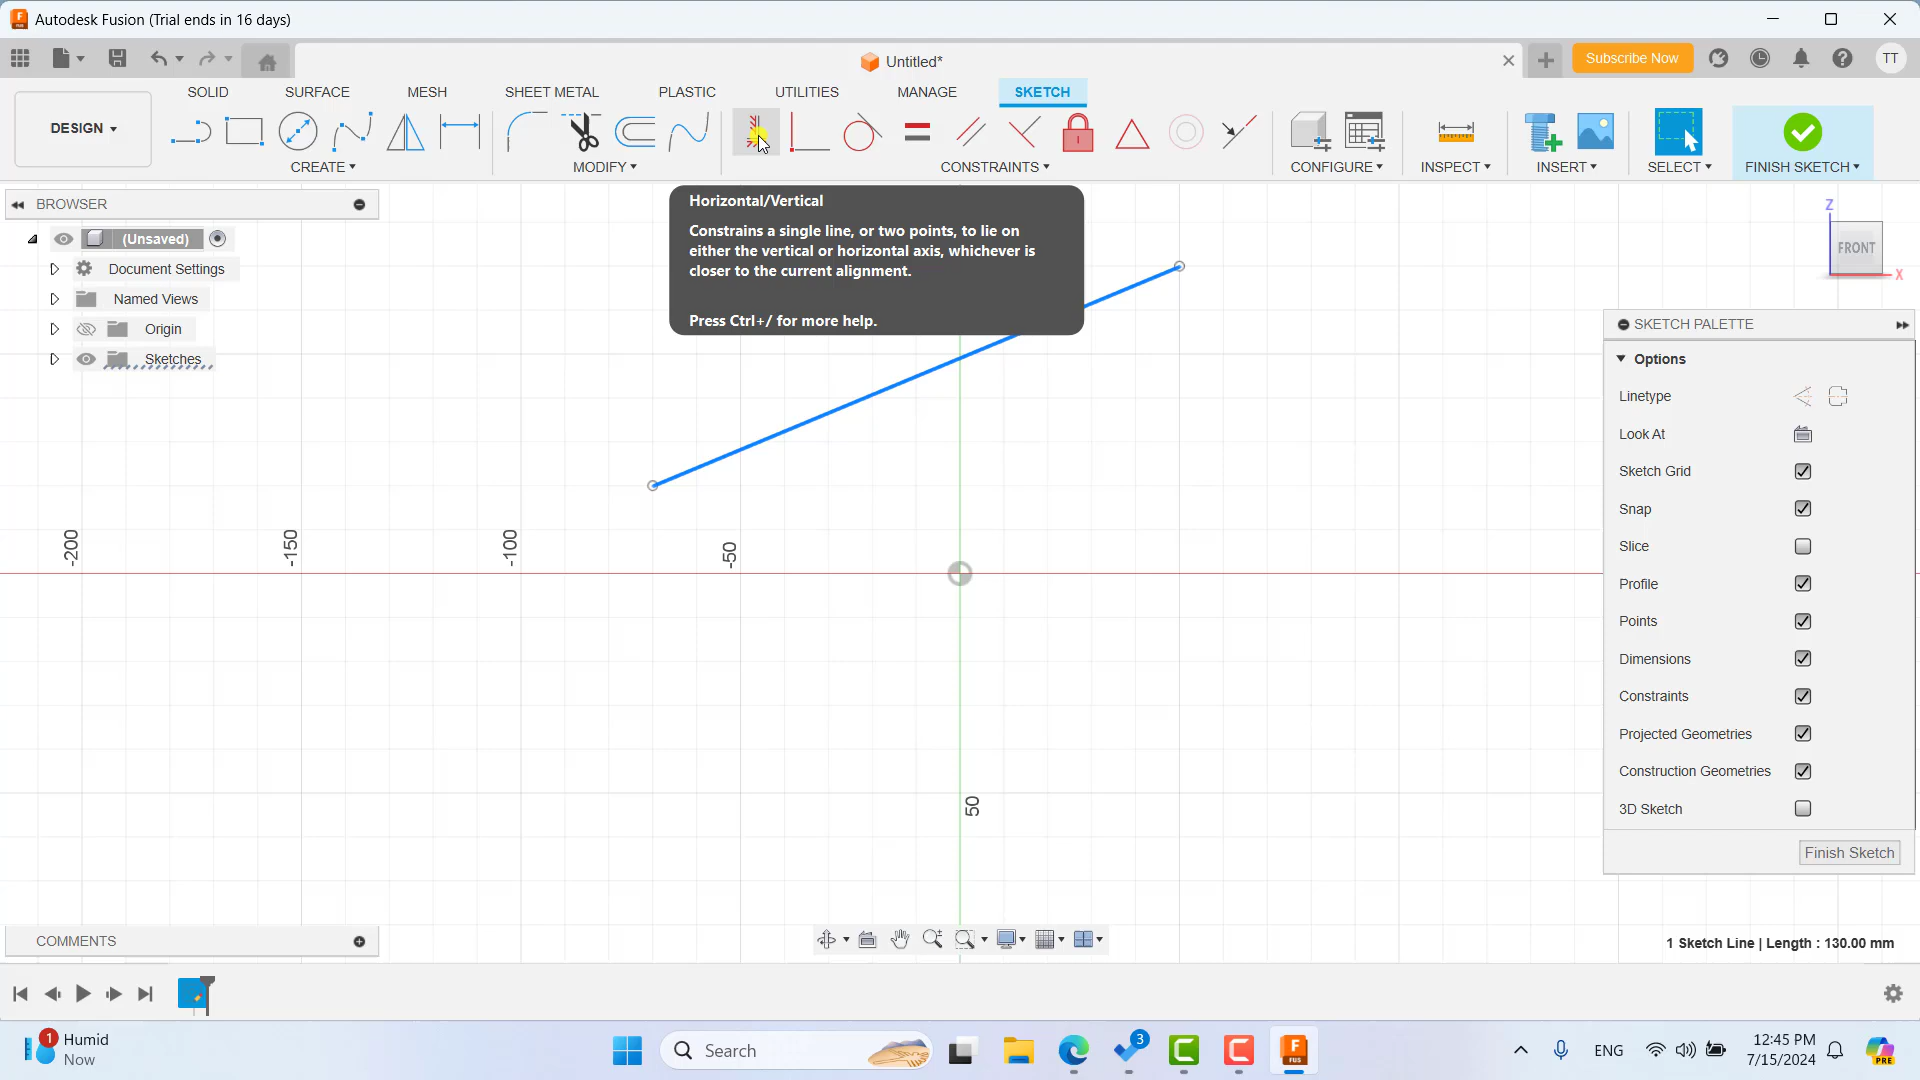 Autodesk Fusion (Trial ends in 16 days)
Untitled*
Subscribe Now
TT
DESIGN
SOLID
SURFACE
MESH
SHEET METAL
PLASTIC
UTILITIES
MANAGE
SKETCH
CREATE
MODIFY
CONSTRAINTS
CONFIGURE
INSPECT
INSERT
SELECT
FINISH SKETCH
BROWSER
(Unsaved)
Document Settings
Named Views
Origin
Sketches
Horizontal/Vertical
Constrains a single line, or two points, to lie on
either the vertical or horizontal axis, whichever is
closer to the current alignment.
Press Ctrl+/ for more help.
Z
FRONT
X
SKETCH PALETTE
Options
Linetype
Look At
Sketch Grid
Snap
Slice
Profile
Points
Dimensions
Constraints
Projected Geometries
Construction Geometries
3D Sketch
Finish Sketch
-200
-150
-100
-50
50
COMMENTS
1 Sketch Line | Length : 130.00 mm
1
Humid
Now
Search
3
F
FUS
ENG
12:45 PM
7/15/2024
PRE